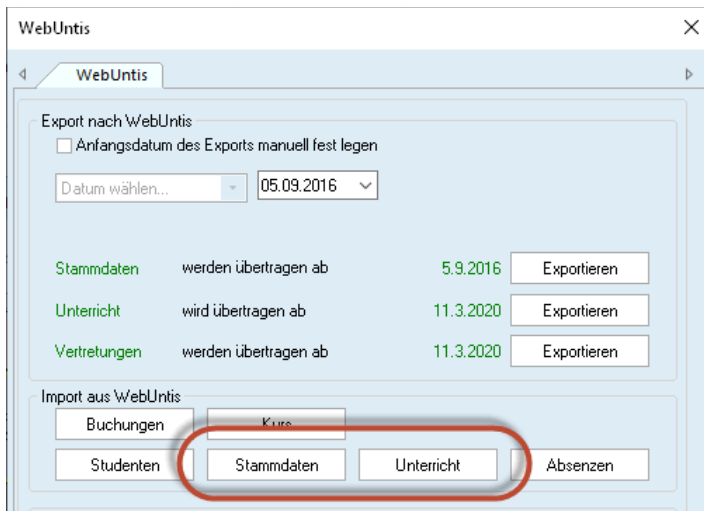 WebUntis
WebUntis
Export nach WebUntis
Anfangsdatum des Exports manuell fest legen
Datum wählen... 05.09.2016
Stammdaten werden übertragen ab 5.9.2016 Exportieren
Unterricht wird übertragen ab 11.3.2020 Exportieren
Vertretungen werden übertragen ab 11.3.2020 Exportieren
Import aus WebUntis
Buchungen Kurs
Studenten Stammdaten Unterricht Absenzen